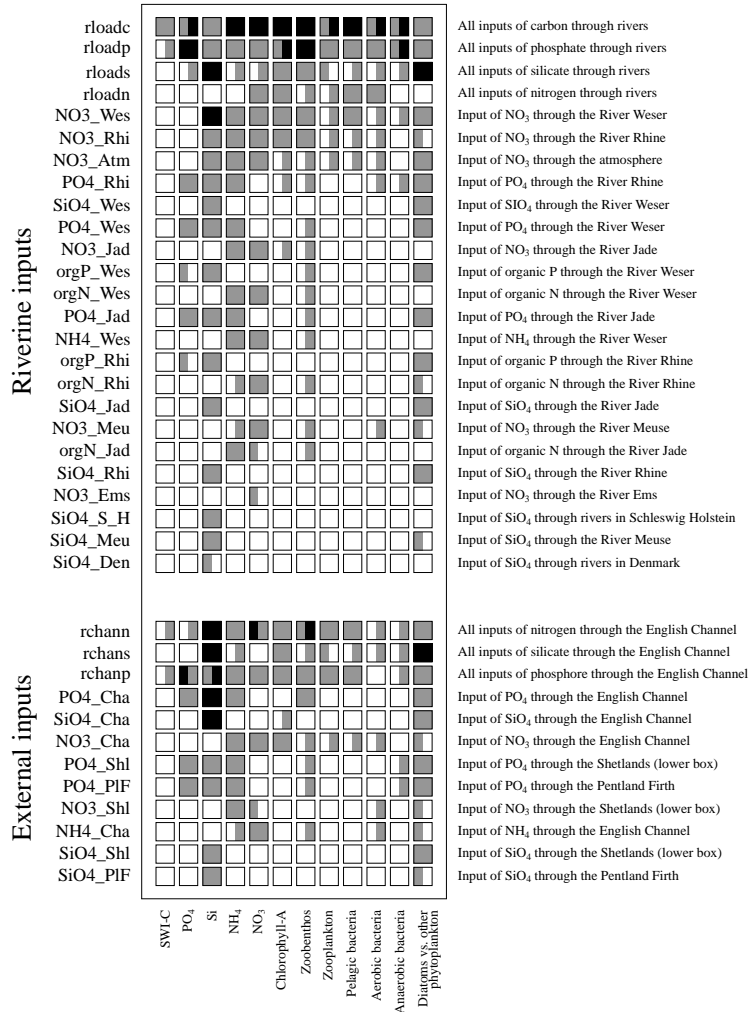 rloadc All inputs of carbon through rivers
rloadp All inputs of phosphate through rivers
rloads All inputs of silicate through rivers
rloadn All inputs of nitrogen through rivers
NO3_Wes Input of NO₃ through the River Weser
NO3_Rhi Input of NO₃ through the River Rhine
NO3_Atm Input of NO₃ through the atmosphere
PO4_Rhi Input of PO₄ through the River Rhine
SiO4_Wes Input of SIO₄ through the River Weser
PO4_Wes Input of PO₄ through the River Weser
NO3_Jad Input of NO₃ through the River Jade
orgP_Wes Input of organic P through the River Weser
orgN_Wes Input of organic N through the River Weser
PO4_Jad Input of PO₄ through the River Jade
NH4_Wes Input of NH₄ through the River Weser
orgP_Rhi Input of organic P through the River Rhine
orgN_Rhi Input of organic N through the River Rhine
SiO4_Jad Input of SiO₄ through the River Jade
NO3_Meu Input of NO₃ through the River Meuse
orgN_Jad Input of organic N through the River Jade
SiO4_Rhi Input of SiO₄ through the River Rhine
NO3_Ems Input of NO₃ through the River Ems
SiO4_S_H Input of SiO₄ through rivers in Schleswig Holstein
SiO4_Meu Input of SiO₄ through the River Meuse
SiO4_Den Input of SiO₄ through rivers in Denmark
Riverine inputs
rchann All inputs of nitrogen through the English Channel
rchans All inputs of silicate through the English Channel
rchanp All inputs of phosphore through the English Channel
PO4_Cha Input of PO₄ through the English Channel
SiO4_Cha Input of SiO₄ through the English Channel
NO3_Cha Input of NO₃ through the English Channel
PO4_Shl Input of PO₄ through the Shetlands (lower box)
PO4_PlF Input of PO₄ through the Pentland Firth
NO3_Shl Input of NO₃ through the Shetlands (lower box)
NH4_Cha Input of NH₄ through the English Channel
SiO4_Shl Input of SiO₄ through the Shetlands (lower box)
SiO4_PlF Input of SiO₄ through the Pentland Firth
External inputs
SWI-C
PO₄
Si
NH₄
NO₃
Chlorophyll-A
Zoobenthos
Zooplankton
Pelagic bacteria
Aerobic bacteria
Anaerobic bacteria
Diatoms vs. other
phytoplankton